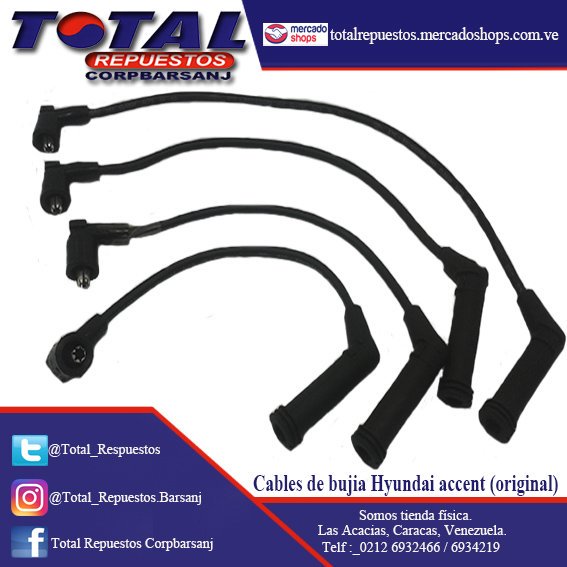 TOTAL
REPUESTOS
CORPBARSANJ
mercado
shops
totalrepuestos.mercadoshops.com.ve
@Total_Respuestos
@Total_Repuestos.Barsanj
Total Repuestos Corpbarsanj
Cables de bujia Hyundai accent (original)
Somos tienda física.
Las Acacias, Caracas, Venezuela.
Telf :_0212 6932466 / 6934219